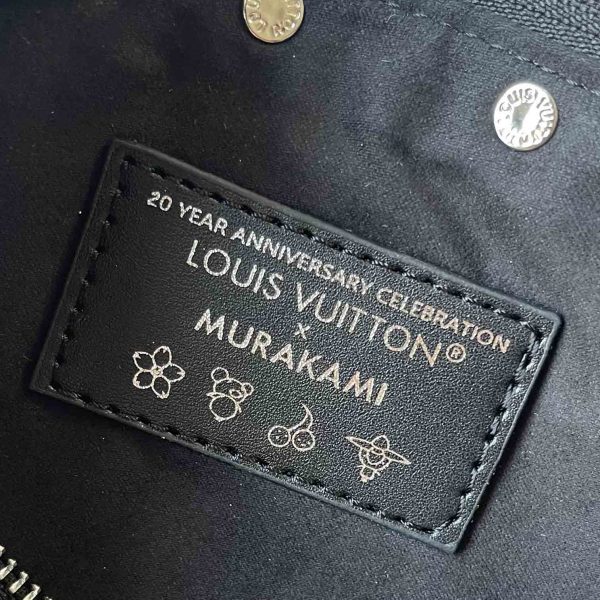 20 YEAR ANNIVERSARY CELEBRATION
LOUIS VUITTON®
x
MURAKAMI